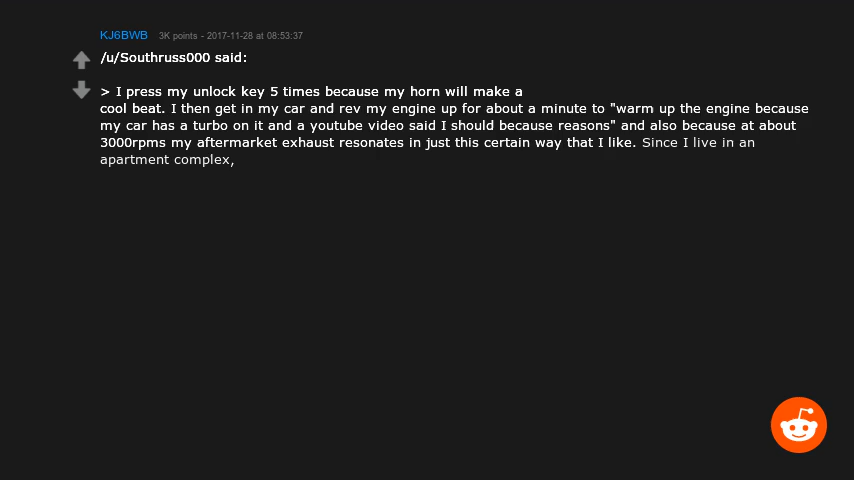 KJ6BWB 3K points - 2017-11-28 at 08:53:37
/u/Southruss000 said:
> I press my unlock key 5 times because my horn will make a
cool beat. I then get in my car and rev my engine up for about a minute to "warm up the engine because
my car has a turbo on it and a youtube video said I should because reasons" and also because at about
3000rpms my aftermarket exhaust resonates in just this certain way that I like. Since I live in an
apartment complex,